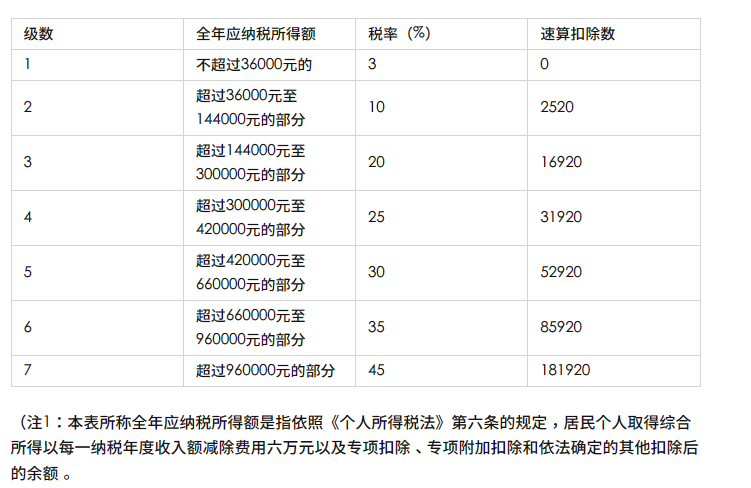 级数 全年应纳税所得额 税率（%） 速算扣除数
1 不超过36000元的 3 0
2 超过36000元至 10 2520
144000元的部分
3 超过144000元至 20 16920
300000元的部分
4 超过300000元至 25 31920
420000元的部分
5 超过420000元至 30 52920
660000元的部分
6 超过660000元至 35 85920
960000元的部分
7 超过960000元的部分 45 181920
（注1：本表所称全年应纳税所得额是指依照《个人所得税法》第六条的规定，居民个人取得综合
所得以每一纳税年度收入额减除费用六万元以及专项扣除、专项附加扣除和依法确定的其他扣除后
的余额。